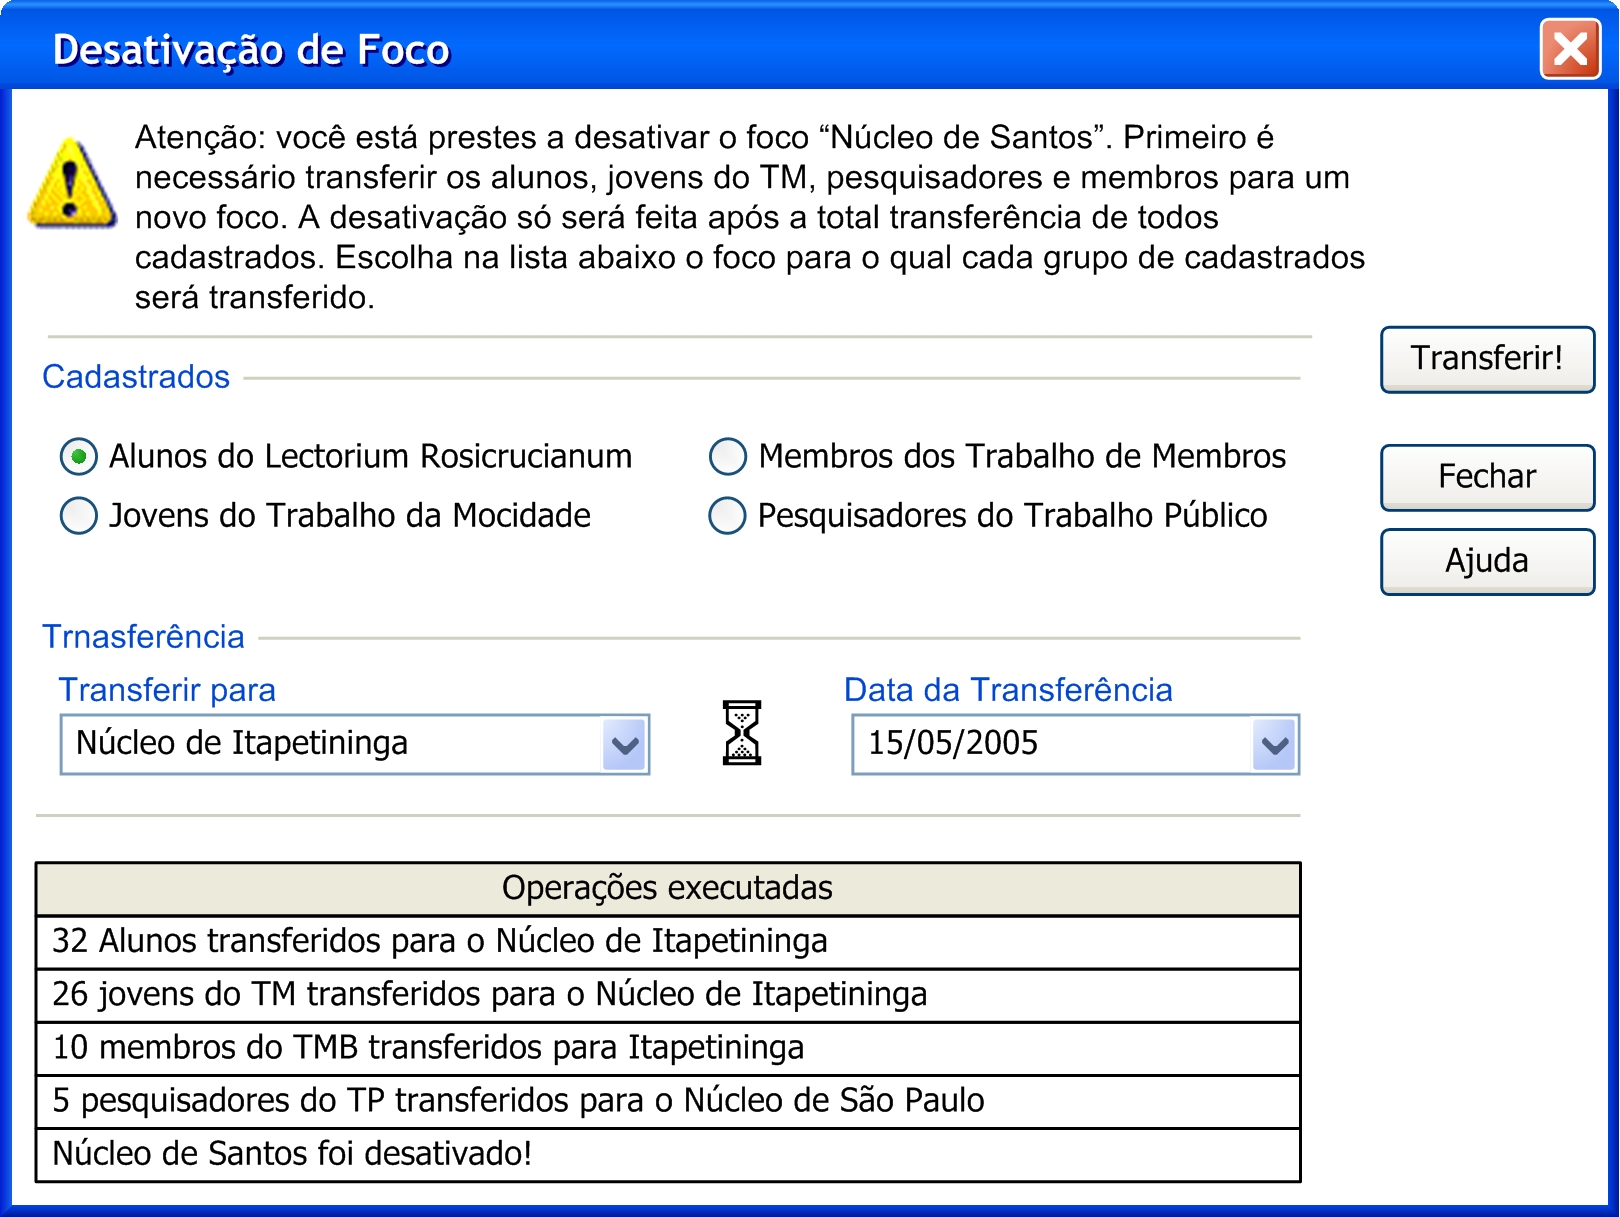 Desativação de Foco
Atenção: você está prestes a desativar o foco “Núcleo de Santos”. Primeiro é
necessário transferir os alunos, jovens do TM, pesquisadores e membros para um
novo foco. A desativação só será feita após a total transferência de todos
cadastrados. Escolha na lista abaixo o foco para o qual cada grupo de cadastrados
será transferido.
Transferir!
Cadastrados
Alunos do Lectorium Rosicrucianum
Membros dos Trabalho de Membros
Fechar
Jovens do Trabalho da Mocidade
Pesquisadores do Trabalho Público
Ajuda
Trnasferência
Transferir para
Data da Transferência
Núcleo de Itapetininga
15/05/2005
Operações executadas
32 Alunos transferidos para o Núcleo de Itapetininga
26 jovens do TM transferidos para o Núcleo de Itapetininga
10 membros do TMB transferidos para Itapetininga
5 pesquisadores do TP transferidos para o Núcleo de São Paulo
Núcleo de Santos foi desativado!